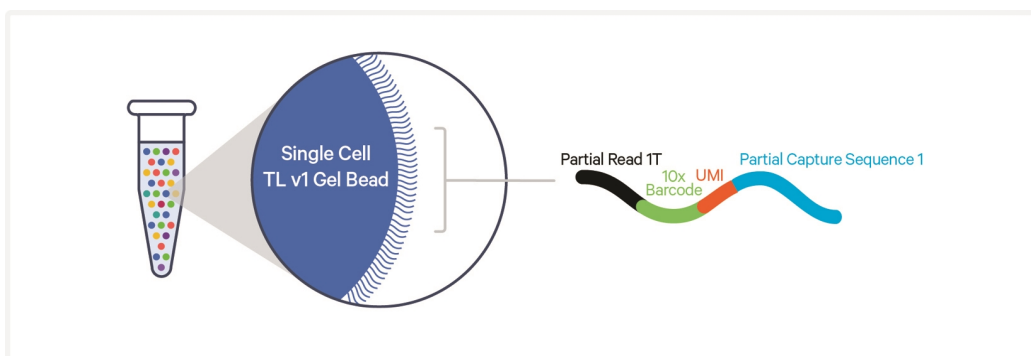 Single Cell
TL v1 Gel Bead
Partial Read 1T
10x
Barcode
UMI
Partial Capture Sequence 1